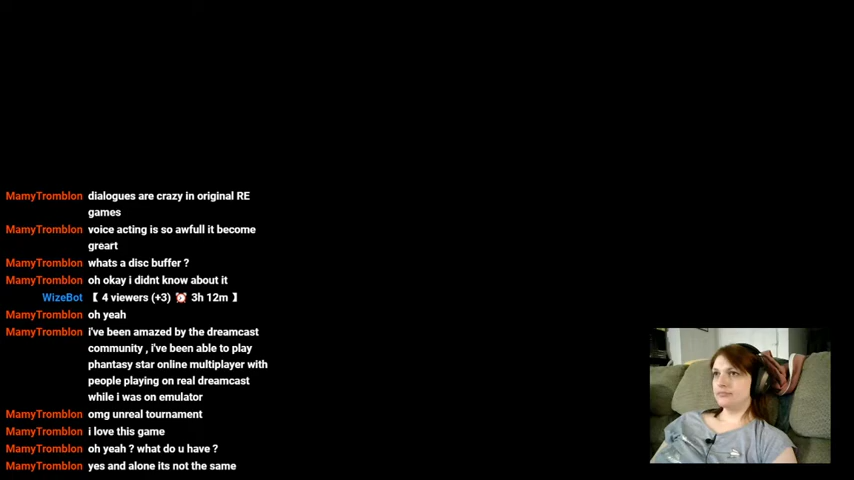 MamyTromblon dialogues are crazy in original RE
games
MamyTromblon voice acting is so awfull it become
greart
MamyTromblon whats a disc buffer ?
MamyTromblon oh okay i didnt know about it
WizeBot 【 4 viewers (+3) ⏰ 3h 12m 】
MamyTromblon oh yeah
MamyTromblon i've been amazed by the dreamcast
community , i've been able to play
phantasy star online multiplayer with
people playing on real dreamcast
while i was on emulator
MamyTromblon omg unreal tournament
MamyTromblon i love this game
MamyTromblon oh yeah ? what do u have ?
MamyTromblon yes and alone its not the same